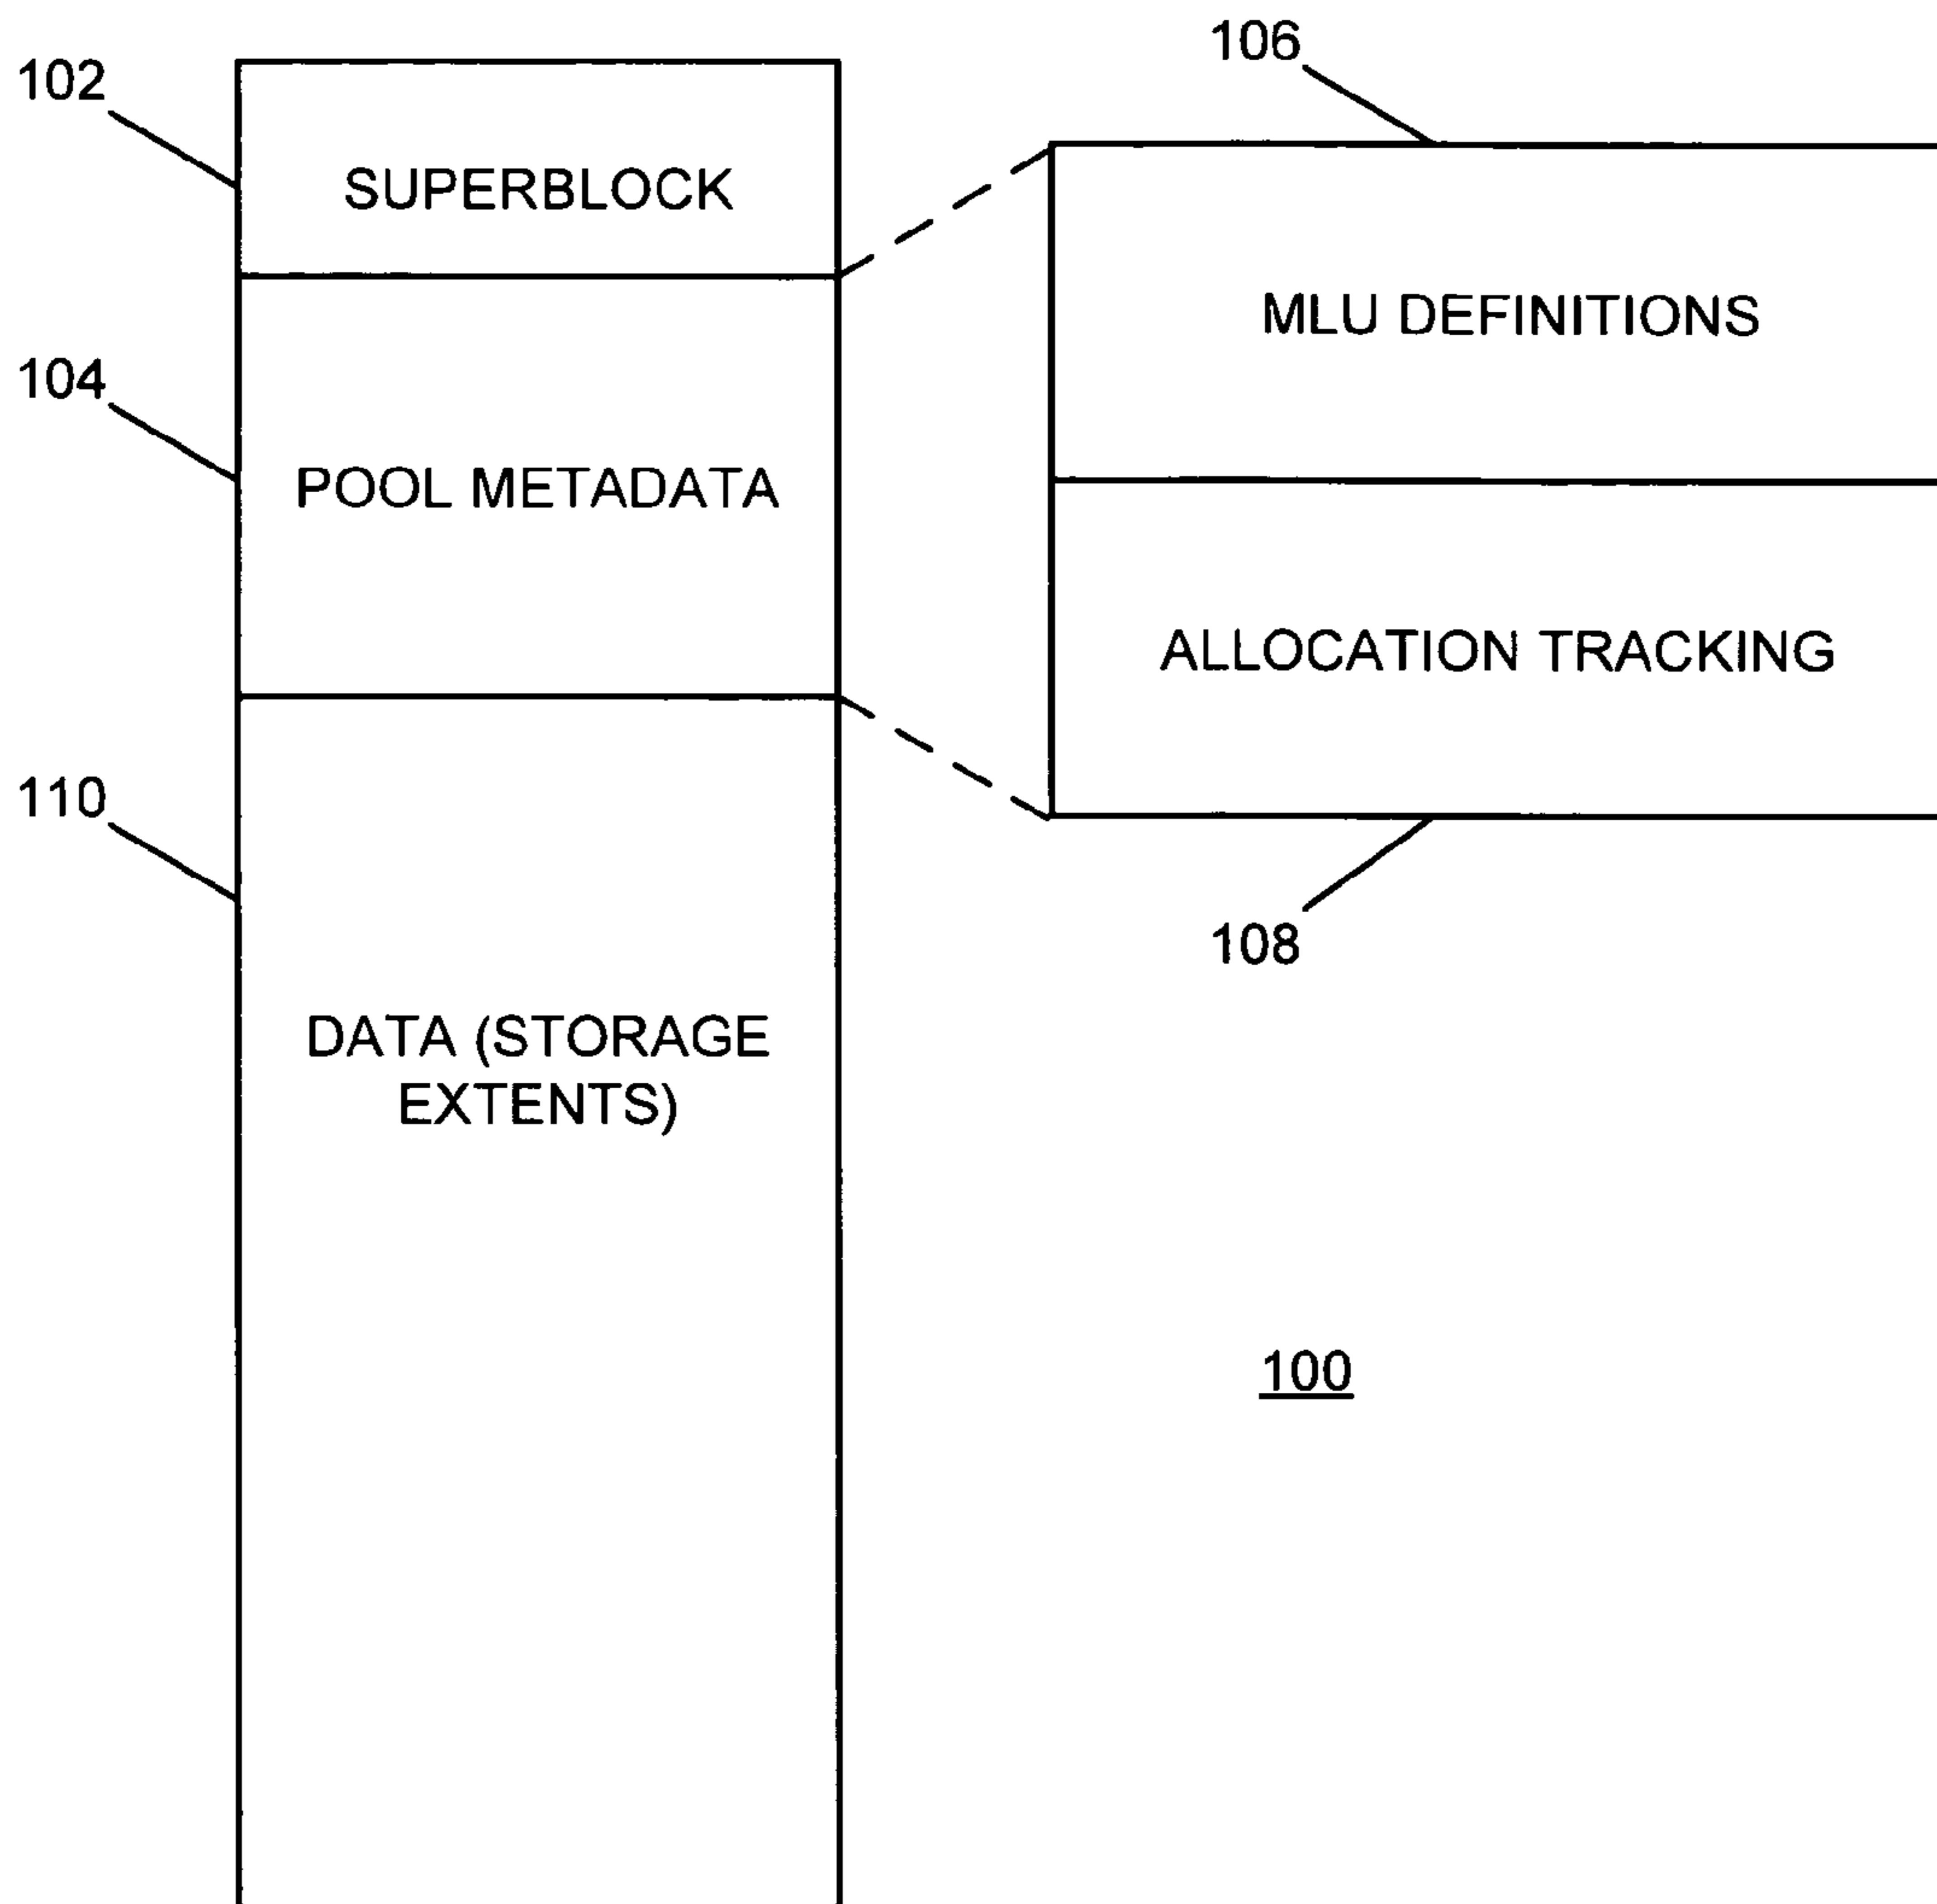 106
102
SUPERBLOCK
MLU DEFINITIONS
104
POOL METADATA
ALLOCATION TRACKING
110
108
DATA (STORAGE
EXTENTS)
100